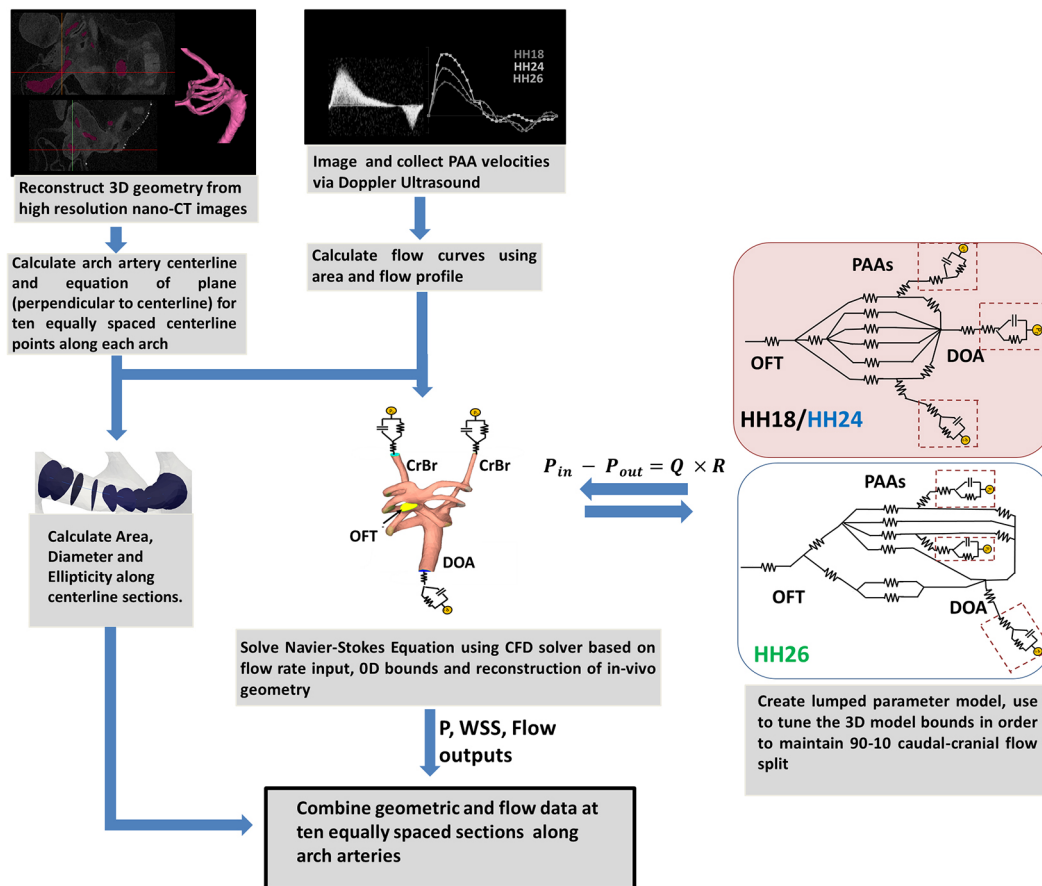 HH18
HH24
HH26
Reconstruct 3D geometry from
high resolution nano-CT images
Image and collect PAA velocities
via Doppler Ultrasound
Calculate arch artery centerline
and equation of plane
(perpendicular to centerline) for
ten equally spaced centerline
points along each arch
Calculate flow curves using
area and flow profile
CrBr
CrBr
OFT
DOA
Calculate Area,
Diameter and
Ellipticity along
centerline sections.
Solve Navier-Stokes Equation using CFD solver based on
flow rate input, 0D bounds and reconstruction of in-vivo
geometry
P, WSS, Flow
outputs
Combine geometric and flow data at
ten equally spaced sections along
arch arteries
P_in − P_out = Q × R
PAAs
OFT
DOA
HH18/HH24
PAAs
OFT
DOA
HH26
Create lumped parameter model, use
to tune the 3D model bounds in order
to maintain 90-10 caudal-cranial flow
split